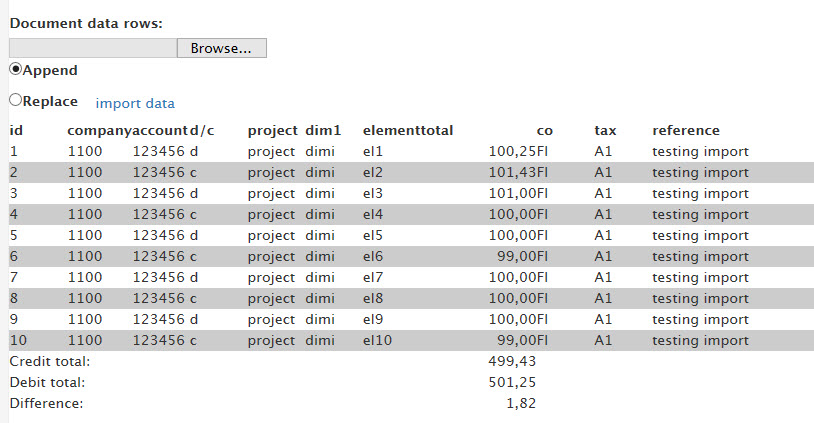 Document data rows:
Browse...
Append
Replace import data
id company account d/c project dim1 element total co tax reference
1 1100 123456 d project dimi el1 100,25 FI A1 testing import
2 1100 123456 c project dimi el2 101,43 FI A1 testing import
3 1100 123456 d project dimi el3 101,00 FI A1 testing import
4 1100 123456 c project dimi el4 100,00 FI A1 testing import
5 1100 123456 d project dimi el5 100,00 FI A1 testing import
6 1100 123456 c project dimi el6 99,00 FI A1 testing import
7 1100 123456 d project dimi el7 100,00 FI A1 testing import
8 1100 123456 c project dimi el8 100,00 FI A1 testing import
9 1100 123456 d project dimi el9 100,00 FI A1 testing import
10 1100 123456 c project dimi el10 99,00 FI A1 testing import
Credit total: 499,43
Debit total: 501,25
Difference: 1,82